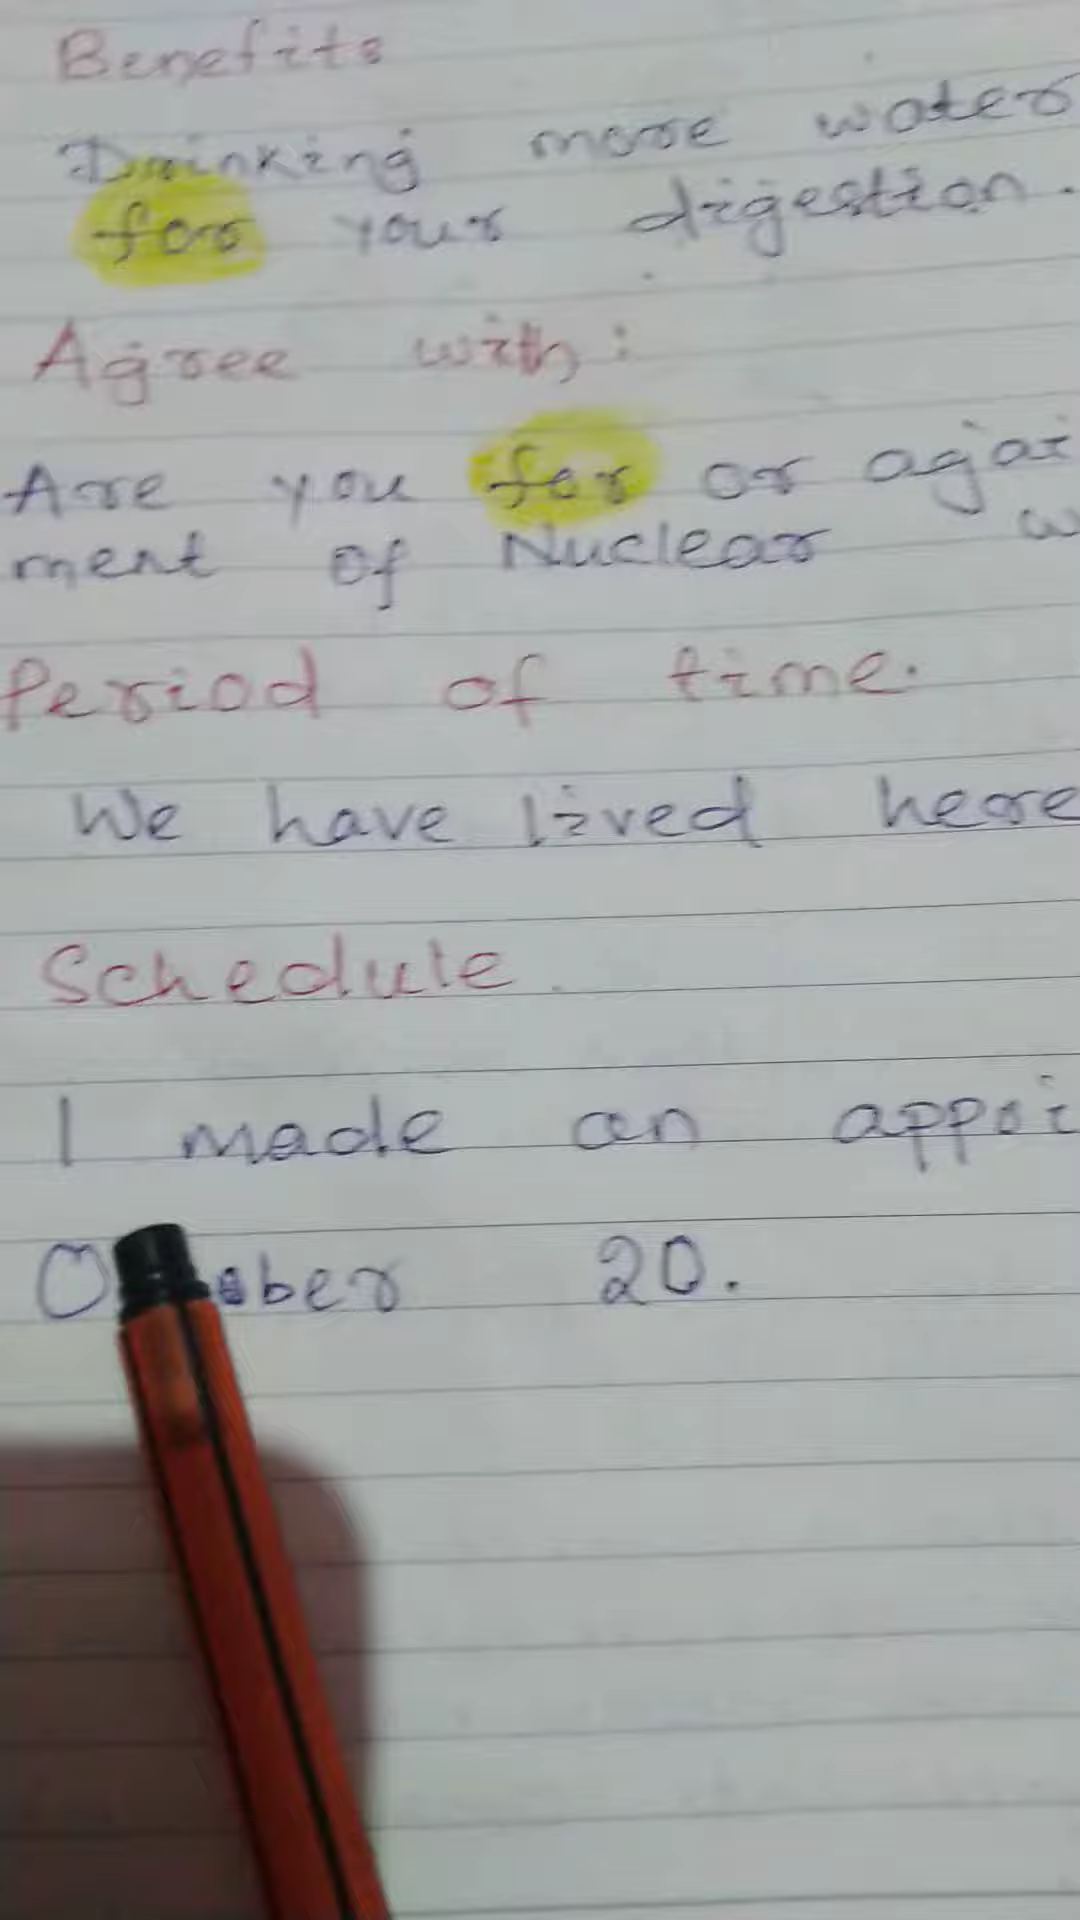 Benefits
Drinking more water
for your digestion.
Agree with:
Are you for or agai
ment of Nuclear w
Period of time.
We have lived here
Schedule.
I made an appoi
O ber 20.